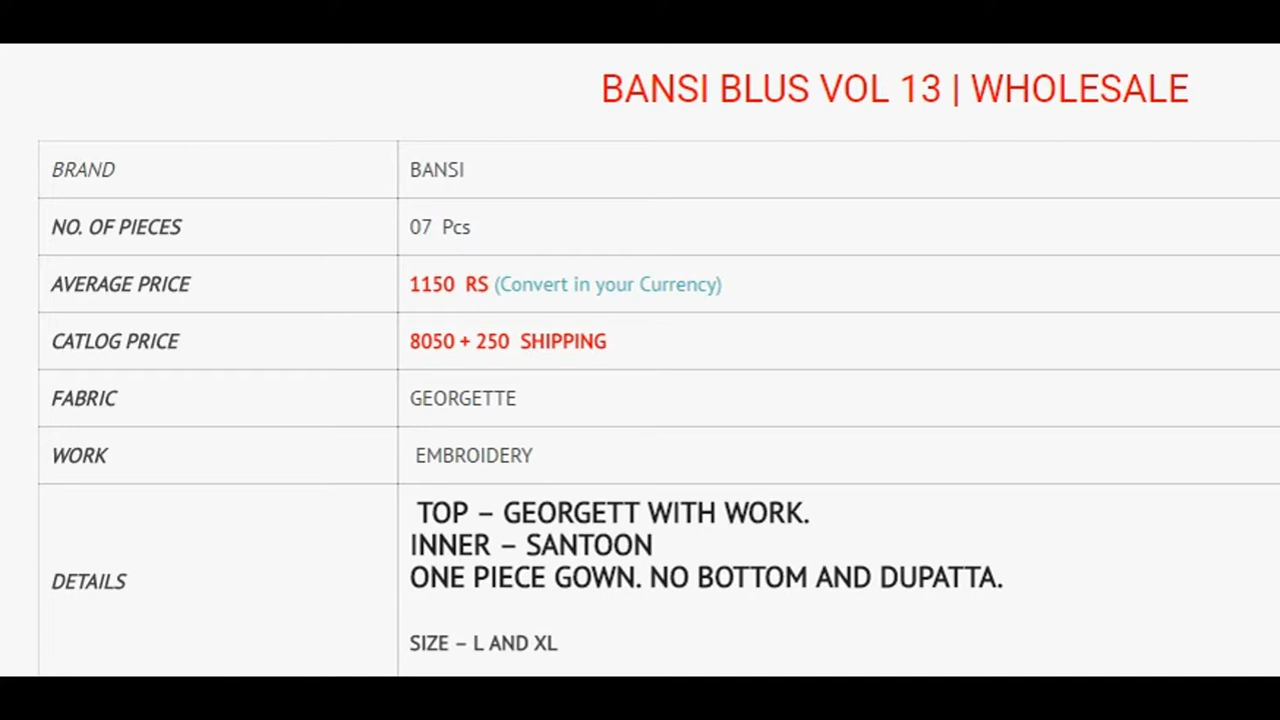 BANSI BLUS VOL 13 | WHOLESALE
BRAND BANSI
NO. OF PIECES 07 Pcs
AVERAGE PRICE 1150 RS (Convert in your Currency)
CATLOG PRICE 8050 + 250 SHIPPING
FABRIC GEORGETTE
WORK EMBROIDERY
TOP – GEORGETT WITH WORK.
INNER – SANTOON
DETAILS ONE PIECE GOWN. NO BOTTOM AND DUPATTA.
SIZE – L AND XL